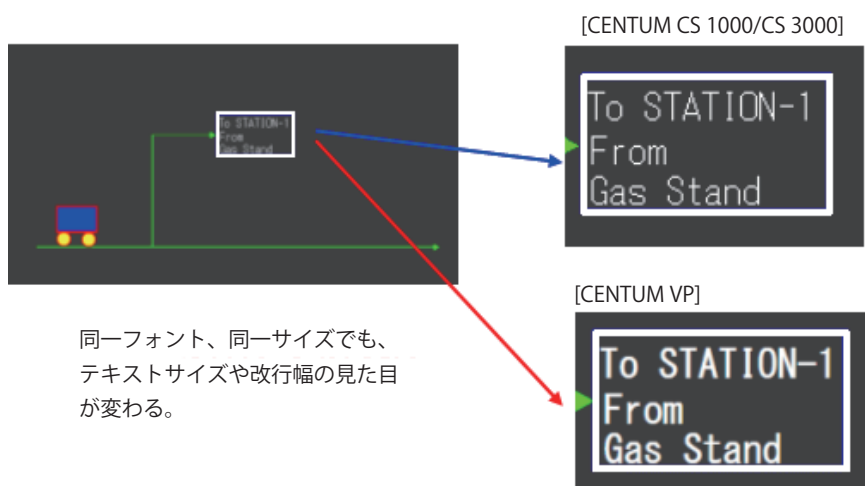 [CENTUM CS 1000/CS 3000]
To STATION-1
From
Gas Stand
To STATION-1
From
Gas Stand
[CENTUM VP]
To STATION-1
From
Gas Stand
同一フォント、同一サイズでも、
テキストサイズや改行幅の見た目
が変わる。